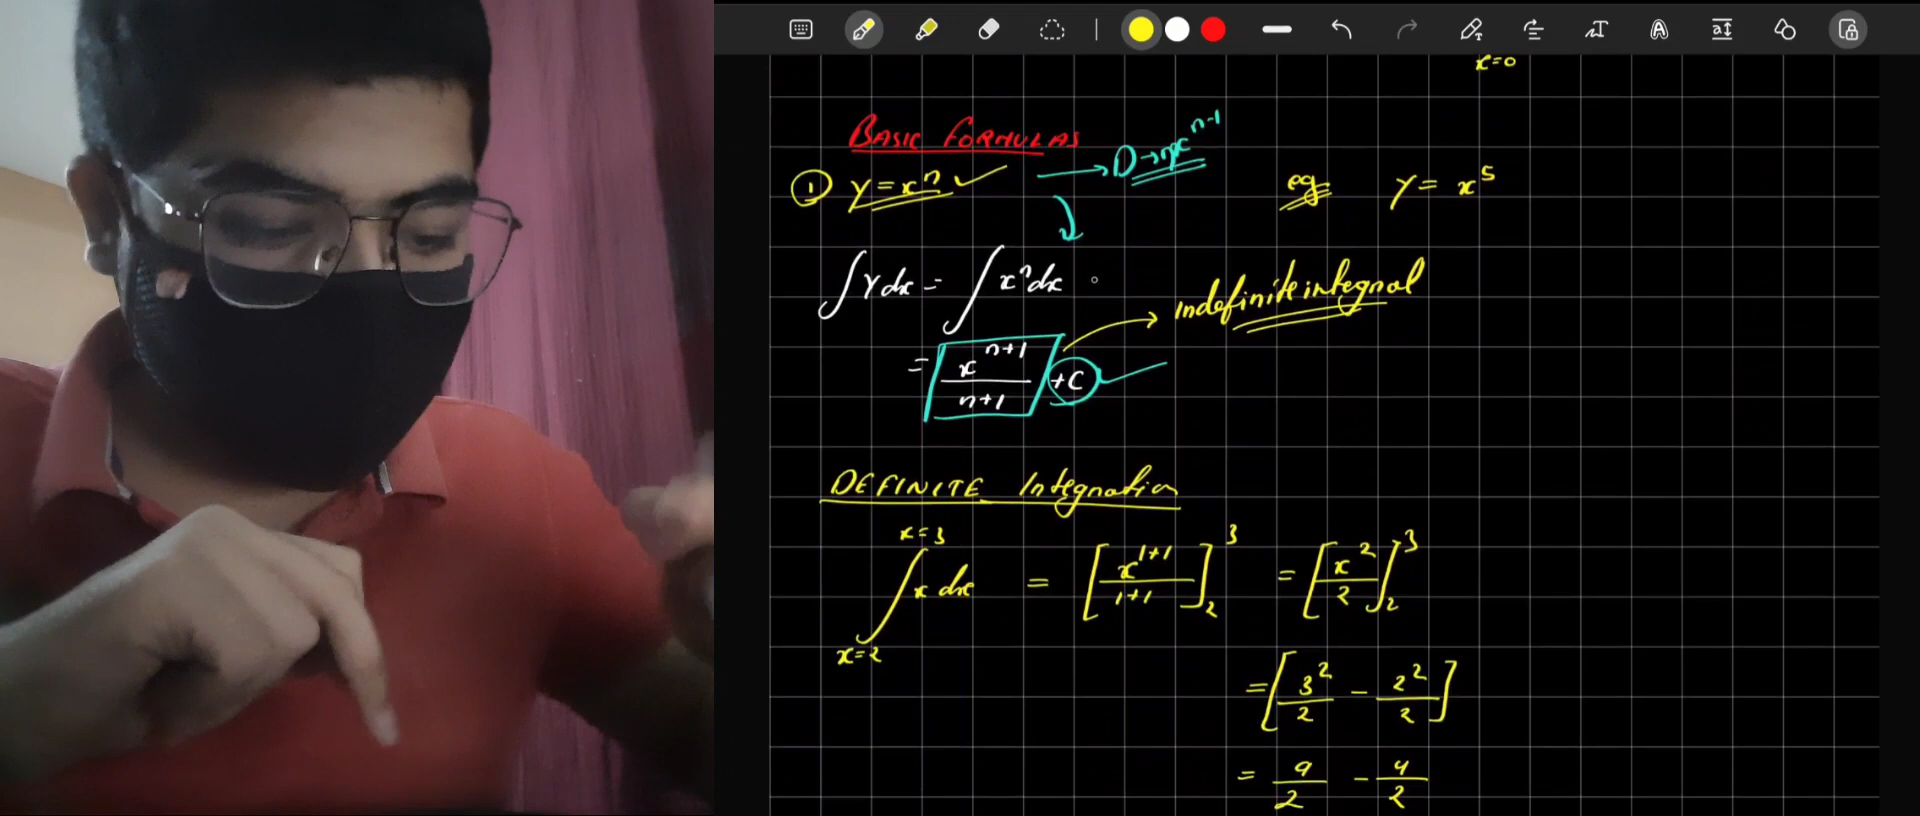 x=0
BASIC FORMULAS
① y=xⁿ ✓ → D→nxⁿ⁻¹
eg y = x⁵
∫ydx = ∫xⁿdx
= xⁿ⁺¹/n+1 +C → indefinite integral
DEFINITE Integration
∫_{x=2}^{x=3} x dx = [x¹⁺¹/1+1]₂³ = [x²/2]₂³
= [3²/2 - 2²/2]
= 9/2 - 4/2